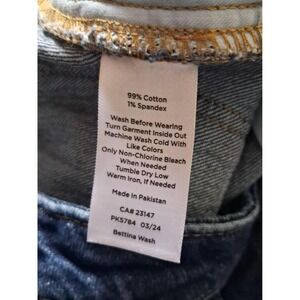 99% Cotton
1% Spandex
Wash Before Wearing
Turn Garment Inside Out
Machine Wash Cold With
Like Colors
Only Non-Chlorine Bleach
When Needed
Tumble Dry Low
Warm Iron, If Needed
Made in Pakistan
CA# 23147
PK5784 03/24
Bettina Wash